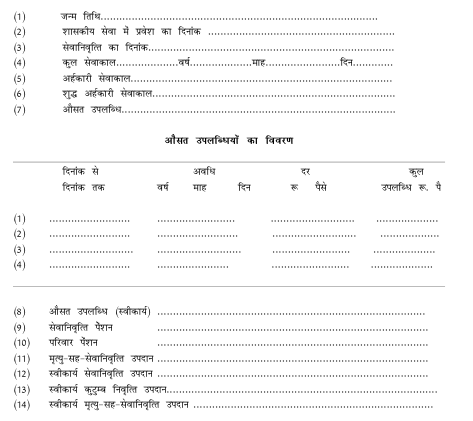 (1) जन्म तिथि.......................................................................................
(2) शासकीय सेवा में प्रवेश का दिनांक ..........................................................
(3) सेवानिवृत्ति का दिनांक.............................................................................
(4) कुल सेवाकाल....................वर्ष....................माह........................दिन.............
(5) अर्हकारी सेवाकाल..................................................................................
(6) शुद्ध अर्हकारी सेवाकाल............................................................................
(7) औसत उपलब्धि......................................................................................
औसत उपलब्धियों का विवरण
दिनांक से अवधि दर कुल
दिनांक तक वर्ष माह दिन रू पैसे उपलब्धि रू. पै
(1) .......................... ......................... ........................... ....................
(2) .......................... ......................... ......................... ...................
(3) .......................... ......................... ......................... ....................
(4) .......................... ....................... ......................... ....................
(8) औसत उपलब्धि (स्वीकार्य) ......................................................................................
(9) सेवानिवृत्ति पेंशन ......................................................................................
(10) परिवार पेंशन ......................................................................................
(11) मृत्यु-सह-सेवानिवृत्ति उपदान ......................................................................................
(12) स्वीकार्य सेवानिवृत्ति उपदान ......................................................................................
(13) स्वीकार्य कुटुम्ब निवृत्ति उपदान......................................................................................
(14) स्वीकार्य मृत्यु-सह-सेवानिवृत्ति उपदान ............................................................................